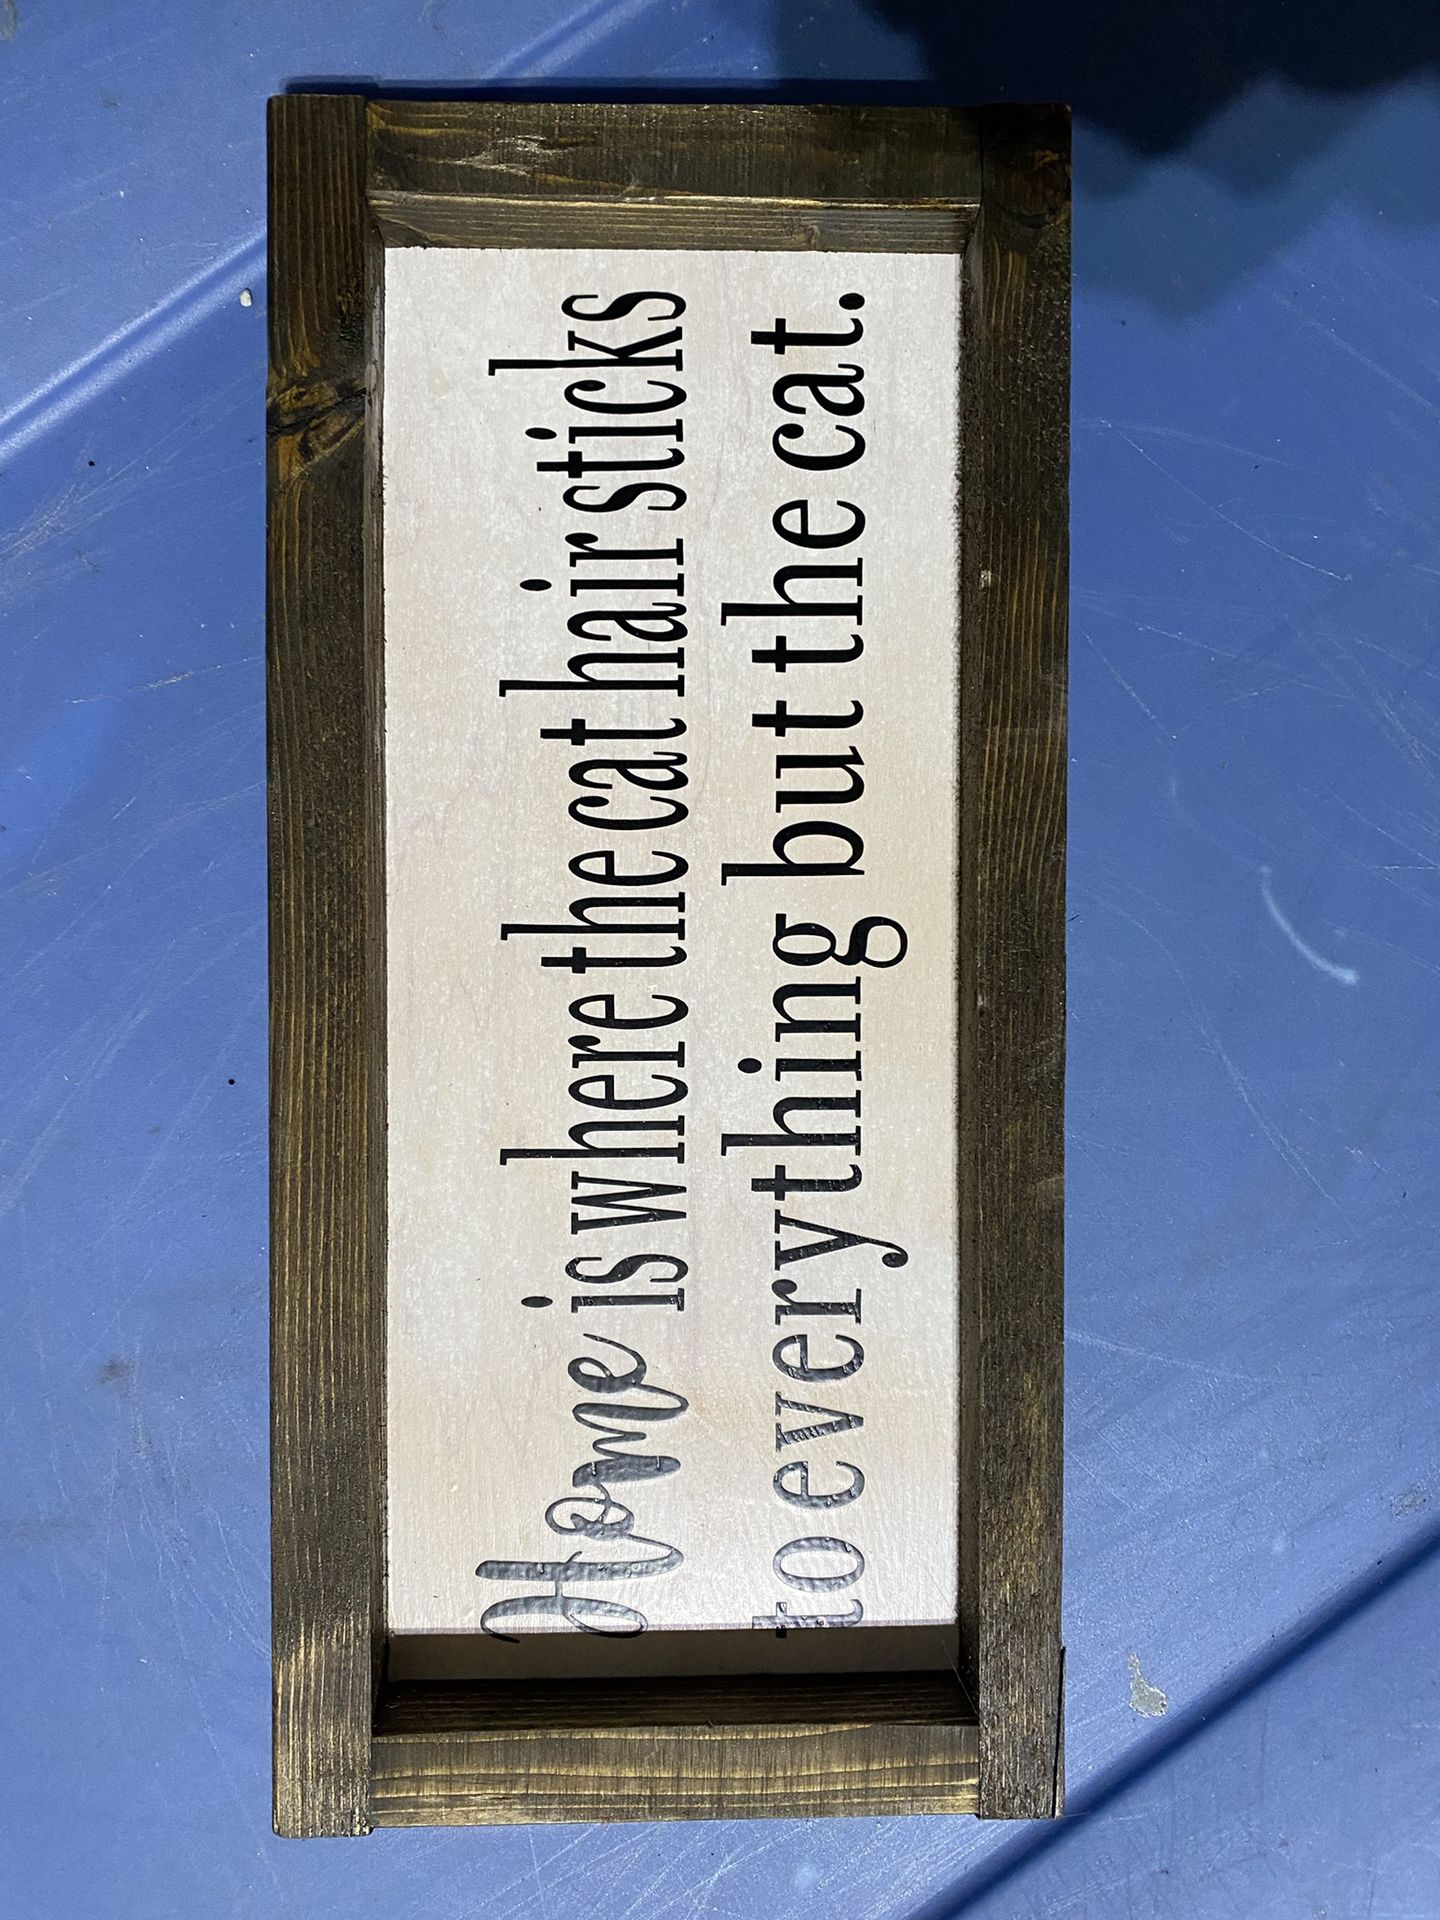 Home is where the cat hair sticks
to everything but the cat.